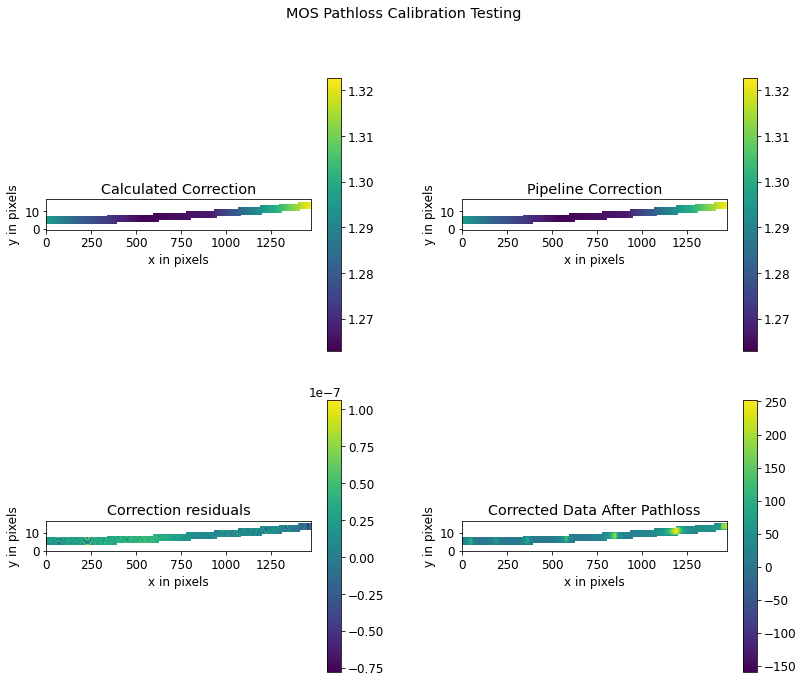 MOS Pathloss Calibration Testing
Calculated Correction
y in pixels
10
0
0 250 500 750 1000 1250
x in pixels
1.32
1.31
1.30
1.29
1.28
1.27
Pipeline Correction
y in pixels
10
0
0 250 500 750 1000 1250
x in pixels
1.32
1.31
1.30
1.29
1.28
1.27
Correction residuals
y in pixels
10
0
0 250 500 750 1000 1250
x in pixels
1e−7
1.00
0.75
0.50
0.25
0.00
−0.25
−0.50
−0.75
Corrected Data After Pathloss
y in pixels
10
0
0 250 500 750 1000 1250
x in pixels
250
200
150
100
50
0
−50
−100
−150